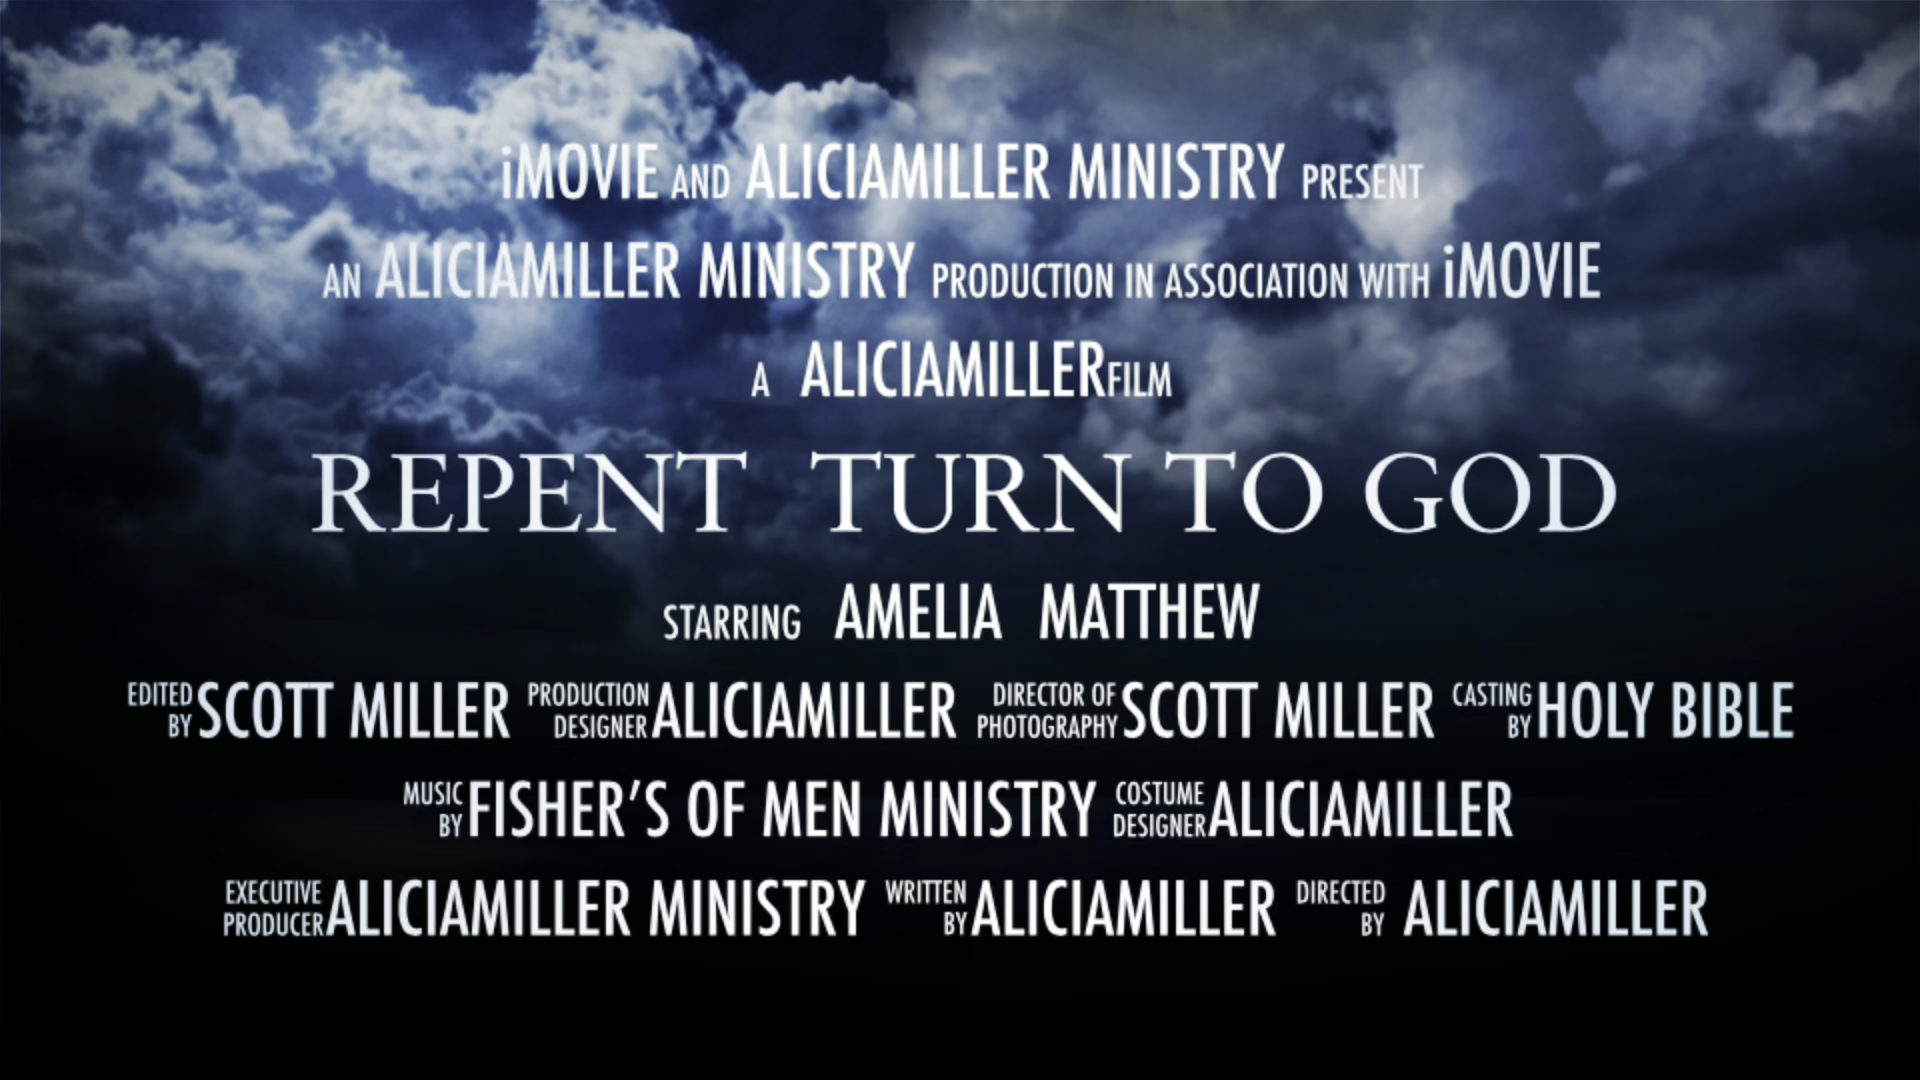 iMOVIE AND ALICIAMILLER MINISTRY PRESENT
AN ALICIAMILLER MINISTRY PRODUCTION IN ASSOCIATION WITH iMOVIE
A ALICIAMILLERFILM
REPENT TURN TO GOD
STARRING AMELIA MATTHEW
EDITED BY SCOTT MILLER PRODUCTION DESIGNER ALICIAMILLER DIRECTOR OF PHOTOGRAPHY SCOTT MILLER CASTING BY HOLY BIBLE
MUSIC BY FISHER'S OF MEN MINISTRY COSTUME DESIGNER ALICIAMILLER
EXECUTIVE PRODUCER ALICIAMILLER MINISTRY WRITTEN BY ALICIAMILLER DIRECTED BY ALICIAMILLER